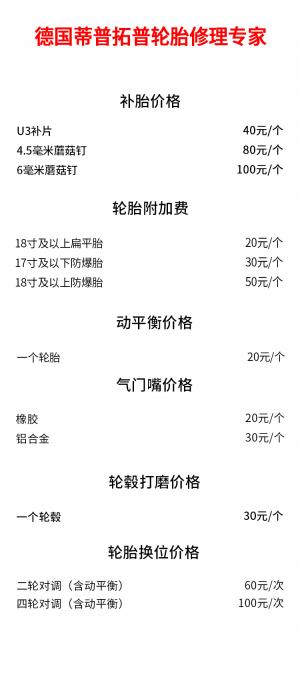 德国蒂普拓普轮胎修理专家
补胎价格
U3补片 40元/个
4.5毫米蘑菇钉 80元/个
6毫米蘑菇钉 100元/个
轮胎附加费
18寸及以上扁平胎 20元/个
17寸及以下防爆胎 30元/个
18寸及以上防爆胎 50元/个
动平衡价格
一个轮胎 20元/个
气门嘴价格
橡胶 20元/个
铝合金 30元/个
轮毂打磨价格
一个轮毂 30元/个
轮胎换位价格
二轮对调（含动平衡） 60元/次
四轮对调（含动平衡） 100元/次